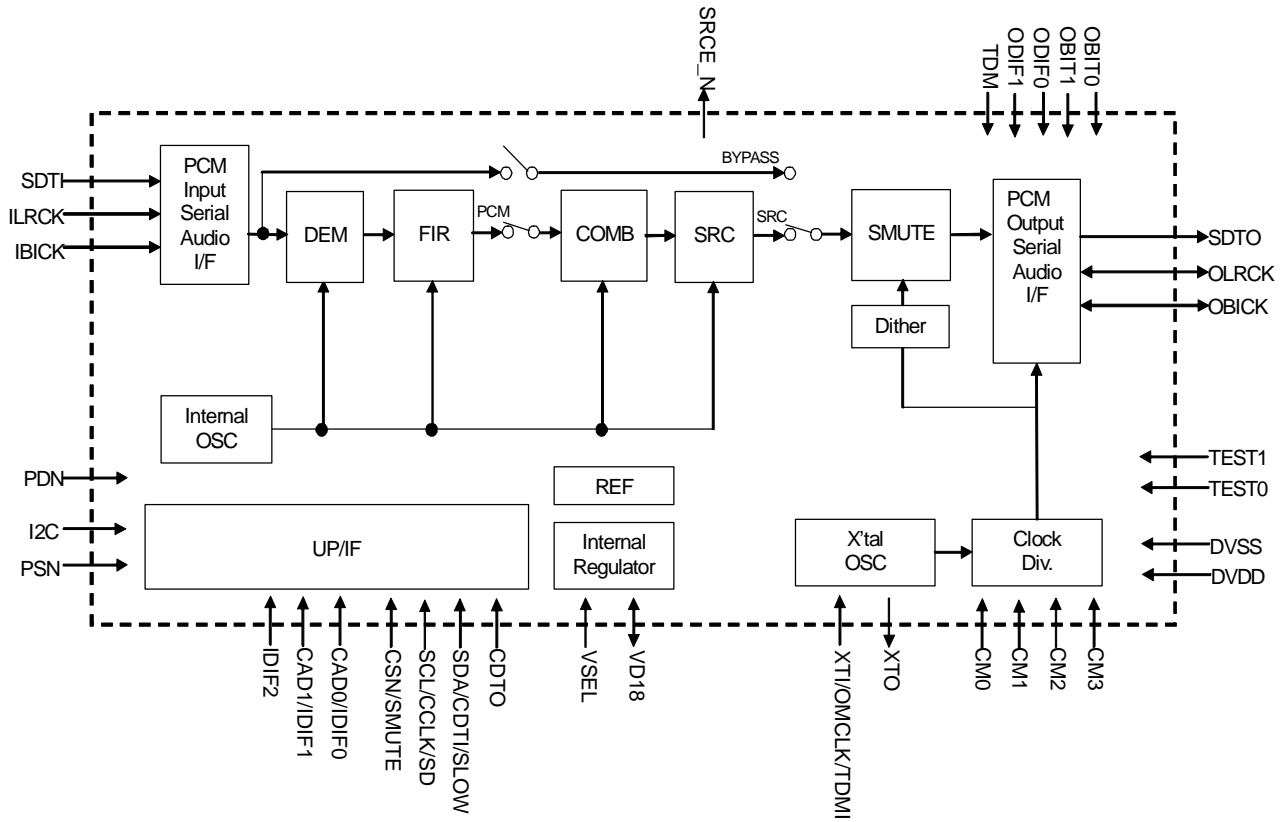 SRCE_N
TDM
ODIF1
ODIF0
OBIT1
OBIT0
SDTI
ILRCK
IBICK
PCM
Input
Serial
Audio
I/F
BYPASS
DEM
FIR
PCM
COMB
SRC
SRC
SMUTE
PCM
Output
Serial
Audio
I/F
SDTO
OLRCK
OBICK
Dither
Internal
OSC
PDN
I2C
PSN
UP/IF
REF
Internal
Regulator
X'tal
OSC
Clock
Div.
TEST1
TEST0
DVSS
DVDD
IDIF2
CAD1/IDIF1
CAD0/IDIF0
CSN/SMUTE
SCL/CCLK/SD
SDA/CDTI/SLOW
CDTO
VSEL
VD18
XTI/OMCLK/TDMI
XTO
CM0
CM1
CM2
CM3